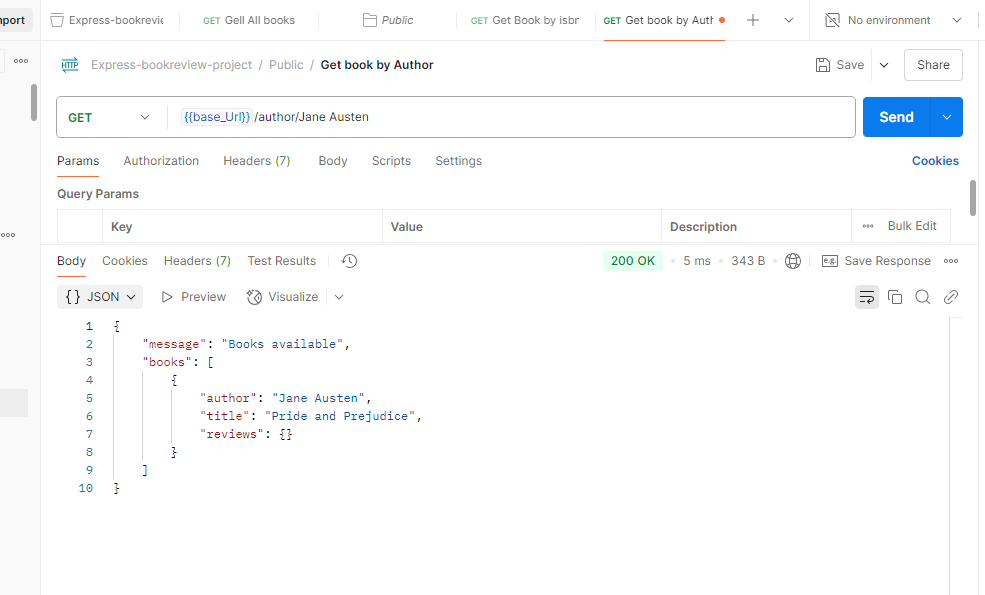 port
Express-bookrevie
GET Gell All books
Public
GET Get Book by isbn
GET Get book by Auth
No environment
HTTP Express-bookreview-project / Public / Get book by Author
Save
Share
GET
{{base_Url}} /author/Jane Austen
Send
Params Authorization Headers (7) Body Scripts Settings
Cookies
Query Params
Key Value Description
Bulk Edit
Body Cookies Headers (7) Test Results
200 OK • 5 ms • 343 B •
e.g. Save Response
{} JSON Preview Visualize
1 {
2 "message": "Books available",
3 "books": [
4 {
5 "author": "Jane Austen",
6 "title": "Pride and Prejudice",
7 "reviews": {}
8 }
9 ]
10 }